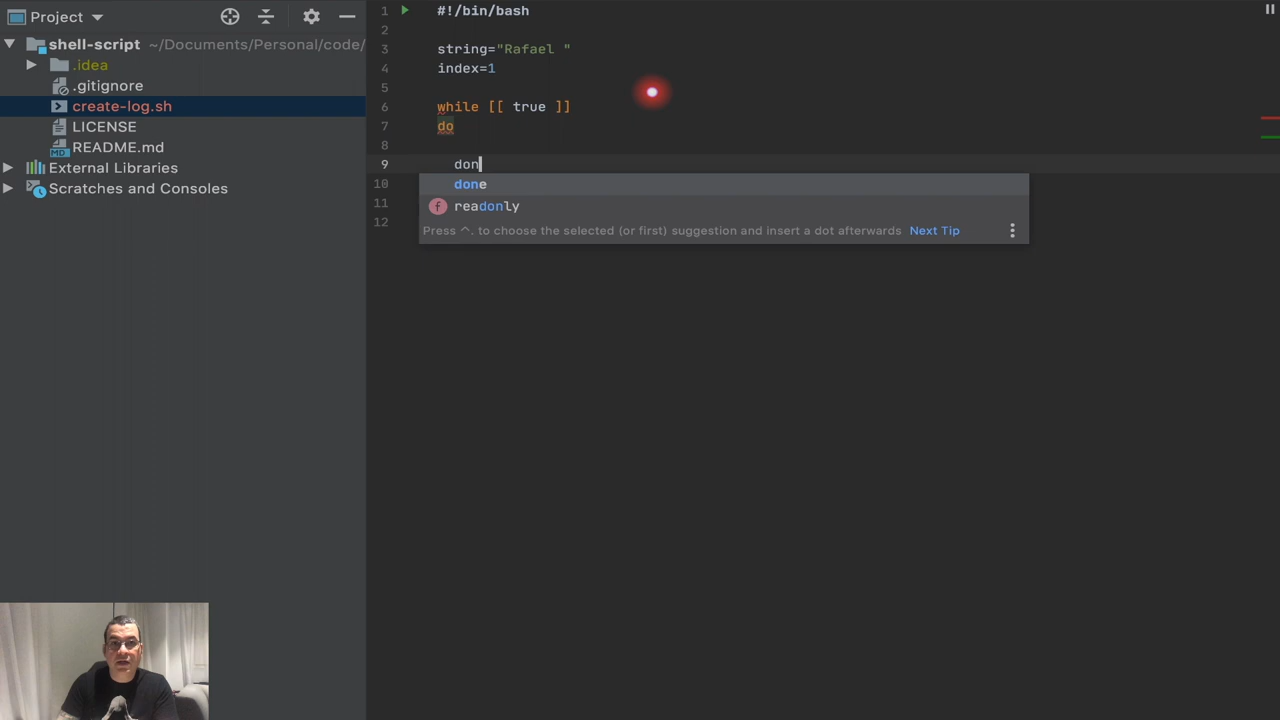 Project
shell-script ~/Documents/Personal/code/
.idea
.gitignore
create-log.sh
LICENSE
README.md
External Libraries
Scratches and Consoles
1 #!/bin/bash
2
3 string="Rafael "
4 index=1
5
6 while [[ true ]]
7 do
8
9 don
10
11
12
done
f readonly
Press ^. to choose the selected (or first) suggestion and insert a dot afterwards Next Tip
MD